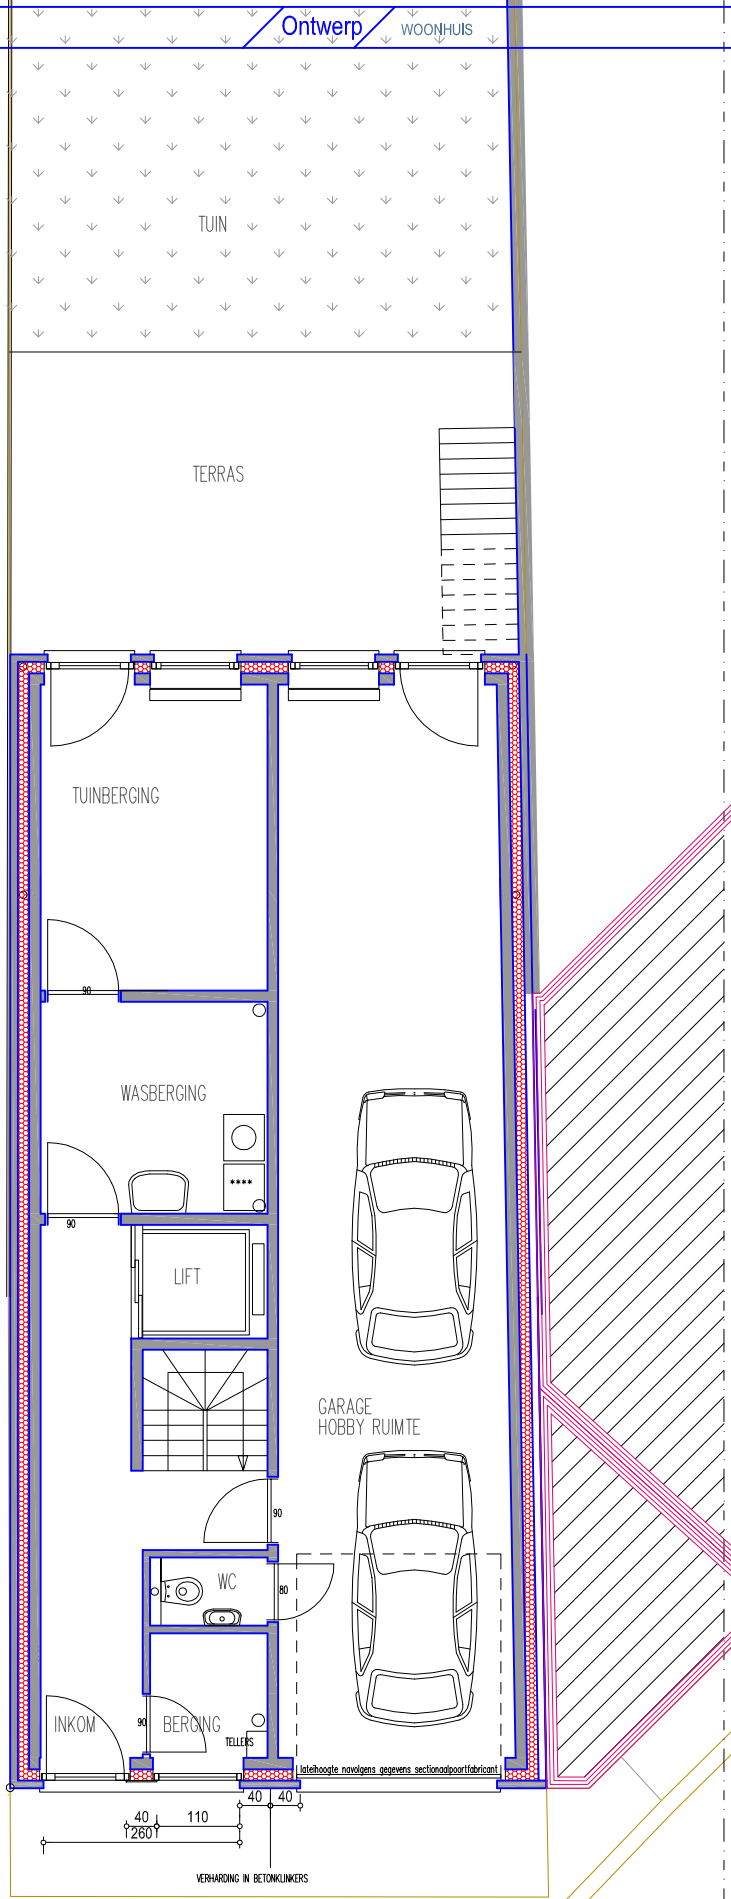 Ontwerp
WOONHUIS
TUIN
TERRAS
TUINBERGING
90
WASBERGING
****
90
LIFT
GARAGE
HOBBY RUIMTE
90
WC
80
INKOM
90
BERGING
TELLERS
lateihoogte navolgens gegevens sectionaalpoortfabricant
40
40
40
110
260
VERHARDING IN BETONKLINKERS